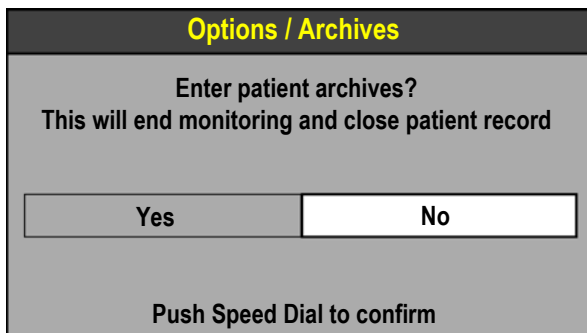 Options / Archives
Enter patient archives?
This will end monitoring and close patient record
Yes No
Push Speed Dial to confirm